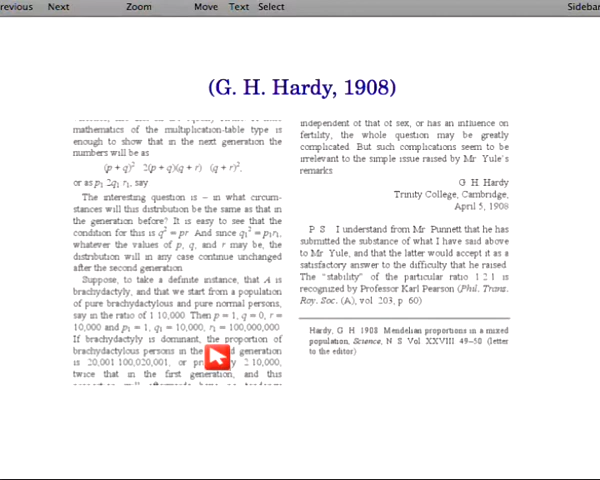 revious Next Zoom Move Text Select Sidebar
(G. H. Hardy, 1908)
mathematics of the multiplication-table type is
enough to show that in the next generation the
numbers will be as
(p + q)² 2(p + q)(q + r) (q + r)²,
or as p₁ 2q₁ r₁, say
The interesting question is – in what circum-
stances will this distribution be the same as that in
the generation before? It is easy to see that the
condition for this is q² = pr And since q₁² = p₁r₁,
whatever the values of p, q, and r may be, the
distribution will in any case continue unchanged
after the second generation
Suppose, to take a definite instance, that A is
brachydactyly, and that we start from a population
of pure brachydactylous and pure normal persons,
say in the ratio of 1 10,000 Then p = 1, q = 0, r =
10,000 and p₁ = 1, q₁ = 10,000, r₁ = 100,000,000
If brachydactyly is dominant, the proportion of
brachydactylous persons in the generation
is 20,001 100,020,001, or 2 10,000,
twice that in the first generation, and this
independent of that of sex, or has an influence on
fertility, the whole question may be greatly
complicated But such complications seem to be
irrelevant to the simple issue raised by Mr Yule's
remarks
G H Hardy
Trinity College, Cambridge,
April 5, 1908
P S I understand from Mr Punnett that he has
submitted the substance of what I have said above
to Mr Yule, and that the latter would accept it as a
satisfactory answer to the difficulty that he raised
The "stability" of the particular ratio 1 2 1 is
recognized by Professor Karl Pearson (Phil. Trans.
Roy. Soc. (A), vol 203, p 60)
Hardy, G H 1908 Mendelian proportions in a mixed
population, Science, N S Vol XXVIII 49–50 (letter
to the editor)